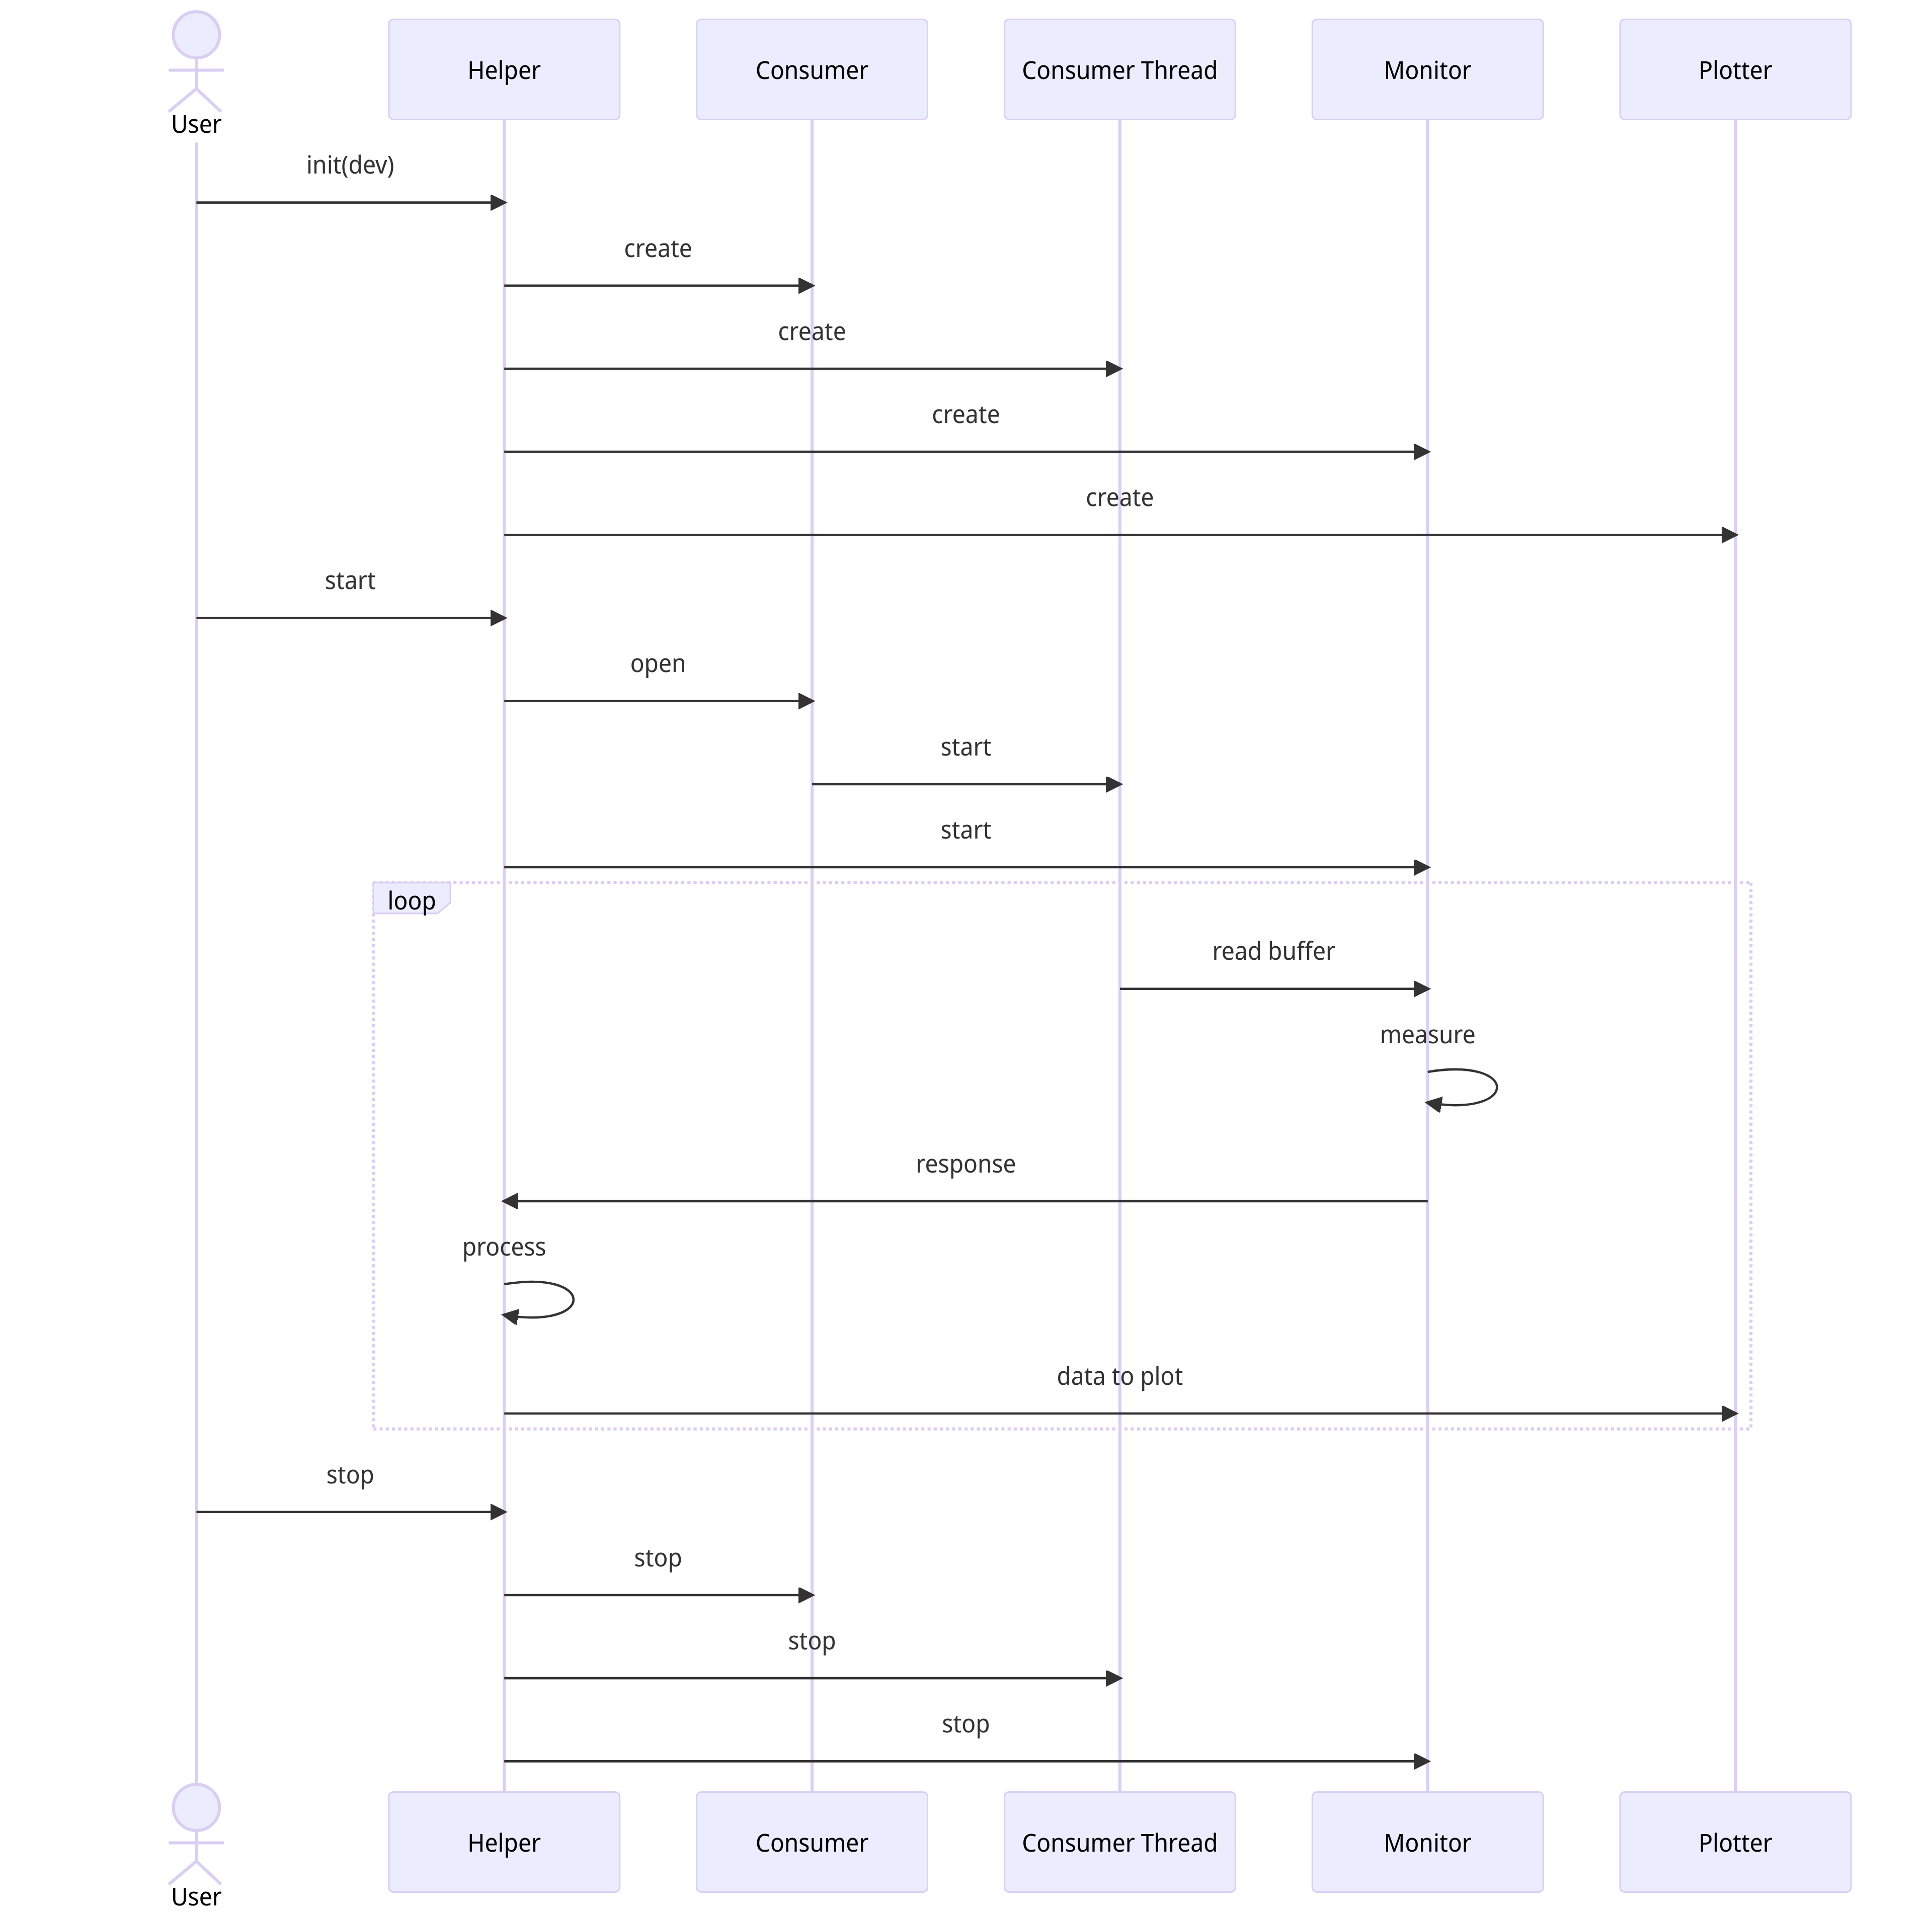 User
Helper
Consumer
Consumer Thread
Monitor
Plotter
init(dev)
create
create
create
create
start
open
start
start
loop
read buffer
measure
response
process
data to plot
stop
stop
stop
stop
Helper
Consumer
Consumer Thread
Monitor
Plotter
User